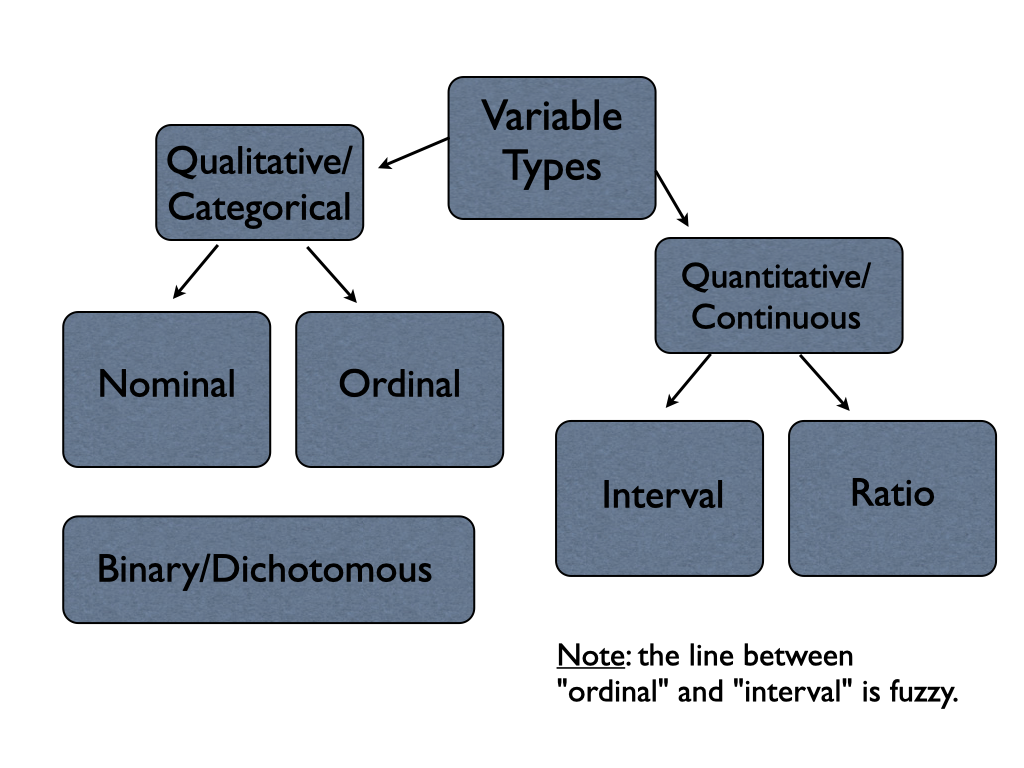 Variable
Types
Qualitative/
Categorical
Quantitative/
Continuous
Nominal
Ordinal
Interval
Ratio
Binary/Dichotomous
Note: the line between
"ordinal" and "interval" is fuzzy.